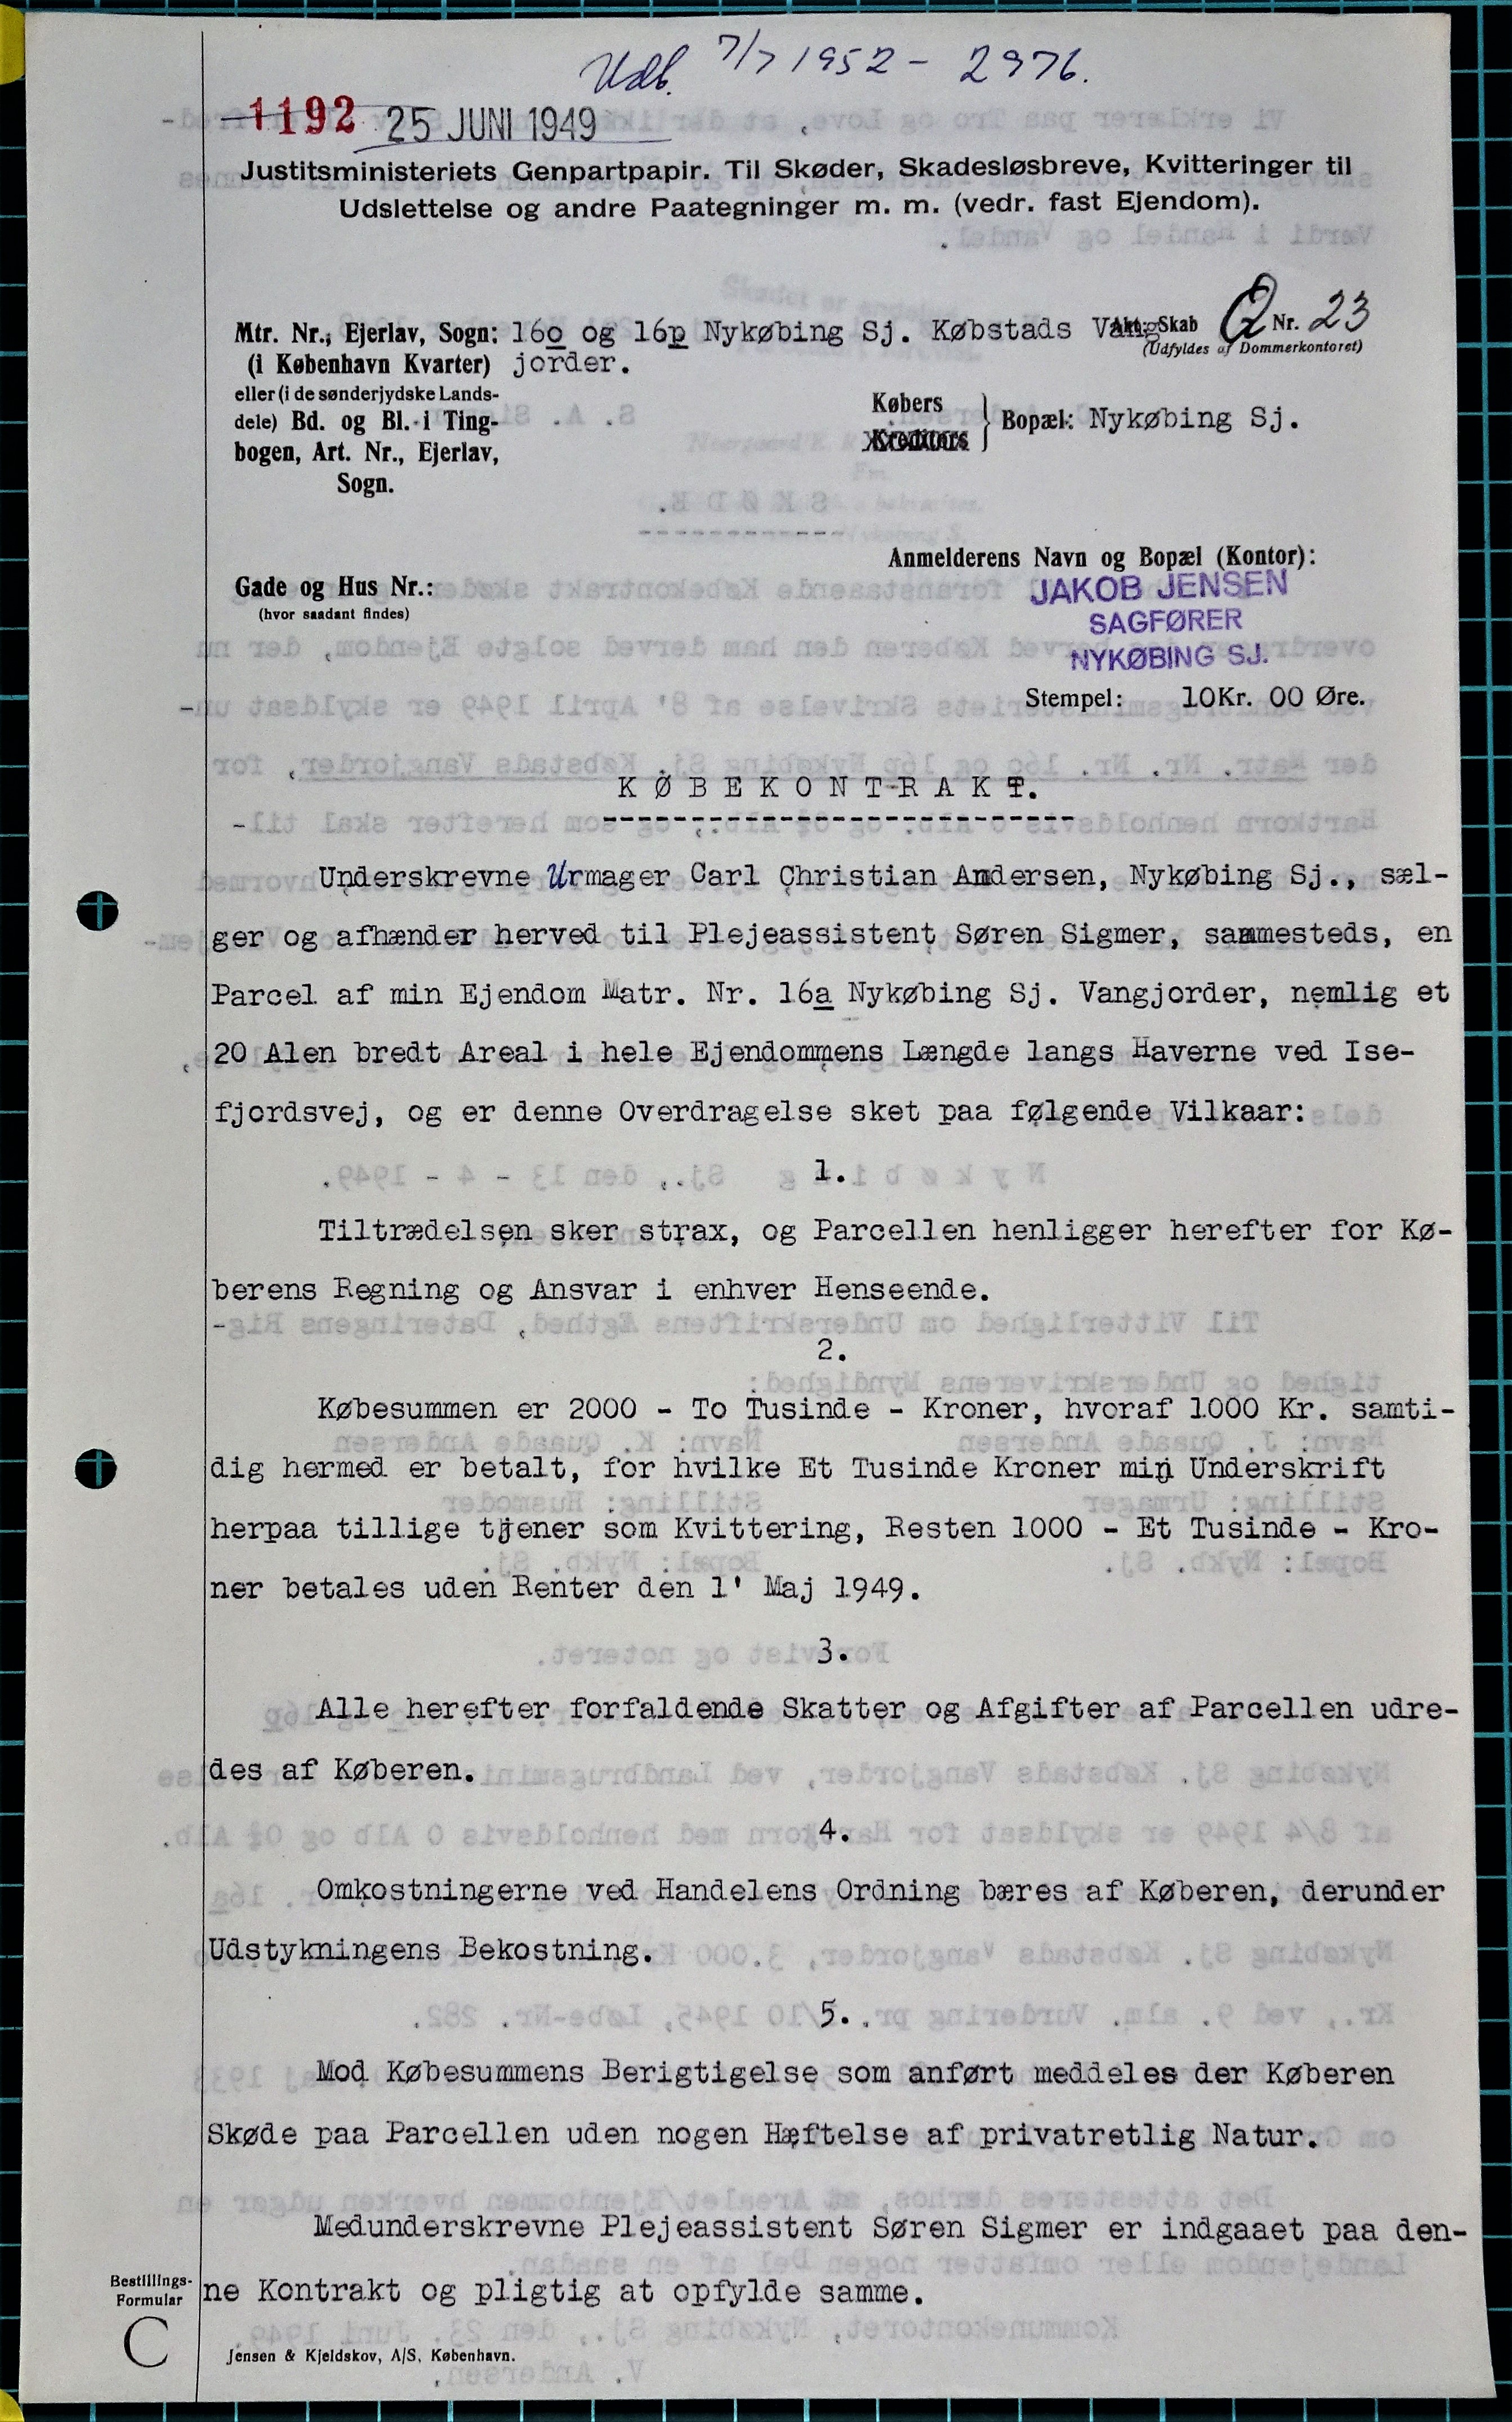 Udb. 7/7 1952 - 2976.
1192 25 JUNI 1949
Justitsministeriets Genpartpapir. Til Skøder, Skadesløsbreve, Kvitteringer til
Udslettelse og andre Paategninger m. m. (vedr. fast Ejendom).
Mtr. Nr., Ejerlav, Sogn: 16o og 16p Nykøbing Sj. Købstads Vang- Akt: Skab Q Nr. 23
(i København Kvarter) jorder. (Udfyldes af Dommerkontoret)
eller (i de sønderjydske Lands-
dele) Bd. og Bl. i Ting-
bogen, Art. Nr., Ejerlav,
Sogn.
Købers
Kreditors
Bopæl: Nykøbing Sj.
Anmelderens Navn og Bopæl (Kontor):
Gade og Hus Nr.:
(hvor saadant findes)
JAKOB JENSEN
SAGFØRER
NYKØBING SJ.
Stempel: 10Kr. 00 Øre.
KØBEKONTRAKT.
Underskrevne Urmager Carl Christian Andersen, Nykøbing Sj., sæl-
ger og afhænder herved til Plejeassistent Søren Sigmer, sammesteds, en
Parcel af min Ejendom Matr. Nr. 16a Nykøbing Sj. Vangjorder, nemlig et
20 Alen bredt Areal i hele Ejendommens Længde langs Haverne ved Ise-
fjordsvej, og er denne Overdragelse sket paa følgende Vilkaar:
1.
Tiltrædelsen sker strax, og Parcellen henligger herefter for Kø-
berens Regning og Ansvar i enhver Henseende.
2.
Købesummen er 2000 - To Tusinde - Kroner, hvoraf 1000 Kr. samti-
dig hermed er betalt, for hvilke Et Tusinde Kroner min Underskrift
herpaa tillige tjener som Kvittering, Resten 1000 - Et Tusinde - Kro-
ner betales uden Renter den 1' Maj 1949.
3.
Alle herefter forfaldende Skatter og Afgifter af Parcellen udre-
des af Køberen.
4.
Omkostningerne ved Handelens Ordning bæres af Køberen, derunder
Udstykningens Bekostning.
5.
Mod Købesummens Berigtigelse som anført meddeles der Køberen
Skøde paa Parcellen uden nogen Hæftelse af privatretlig Natur.
Medunderskrevne Plejeassistent Søren Sigmer er indgaaet paa den-
ne Kontrakt og pligtig at opfylde samme.
Bestillings-
Formular
C
Jensen & Kjeldskov, A/S, København.